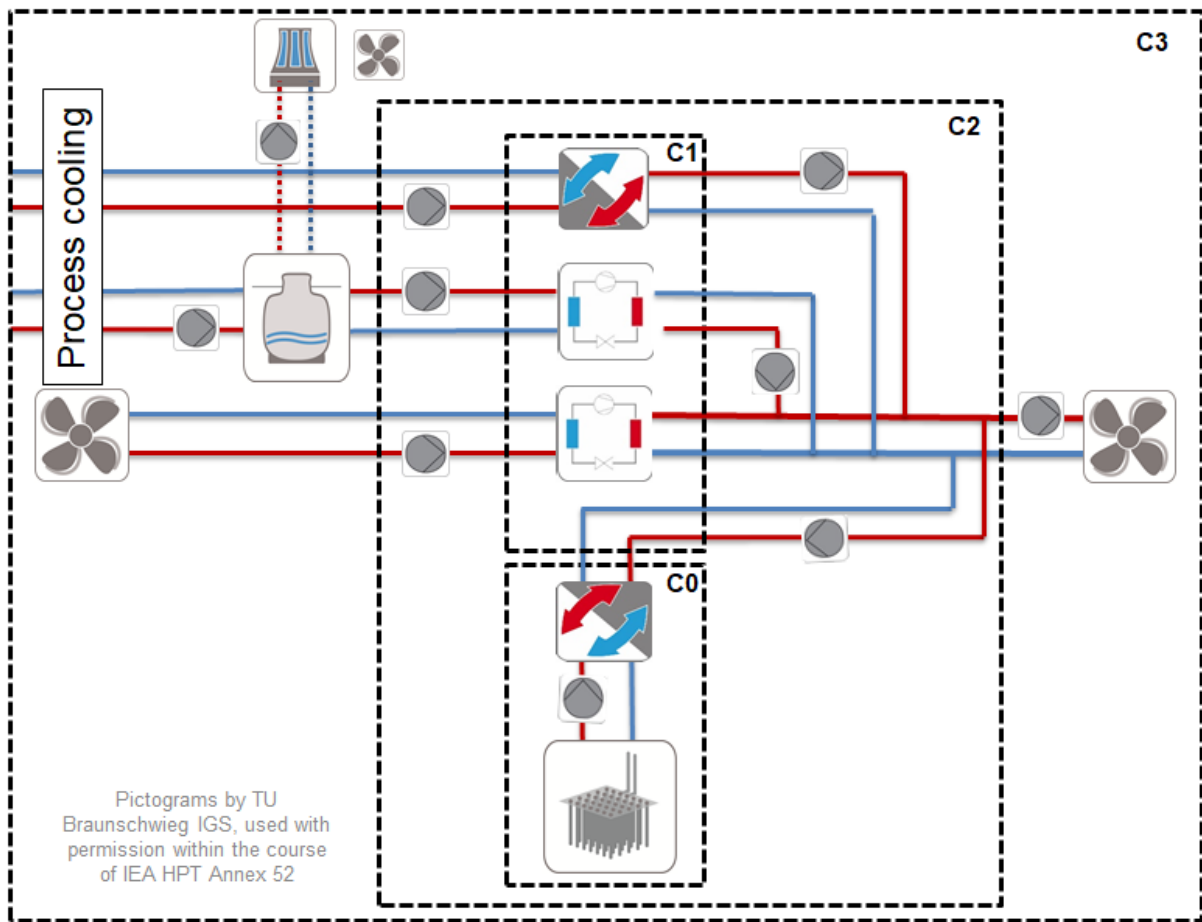 C3
C2
C1
Process cooling
C0
Pictograms by TU
Braunschweig IGS, used with
permission within the course
of IEA HPT Annex 52